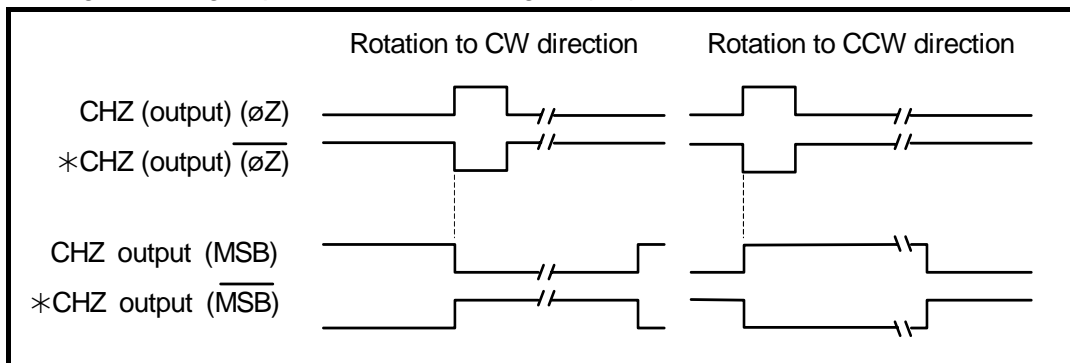 Rotation to CW direction Rotation to CCW direction
CHZ (output) (øZ)
＊CHZ (output) (øZ)
CHZ output (MSB)
＊CHZ output (MSB)